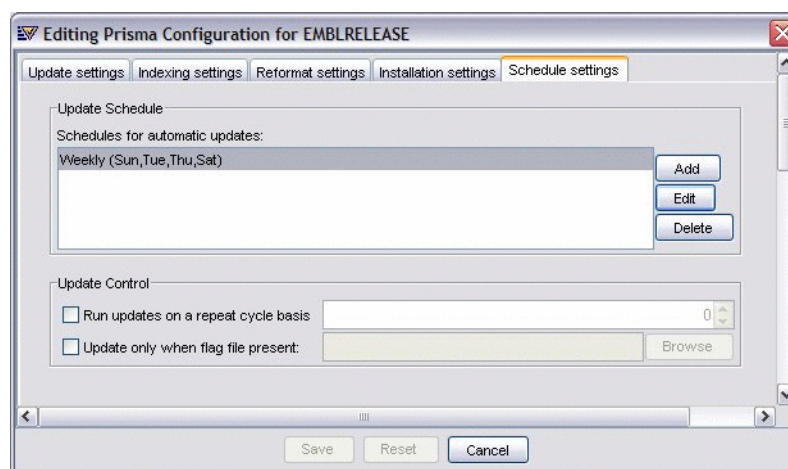 Editing Prisma Configuration for EMBLRELEASE
Update settings Indexing settings Reformat settings Installation settings Schedule settings
Update Schedule
Schedules for automatic updates:
Weekly (Sun,Tue,Thu,Sat)
Add
Edit
Delete
Update Control
Run updates on a repeat cycle basis 0
Update only when flag file present: Browse
Save Reset Cancel